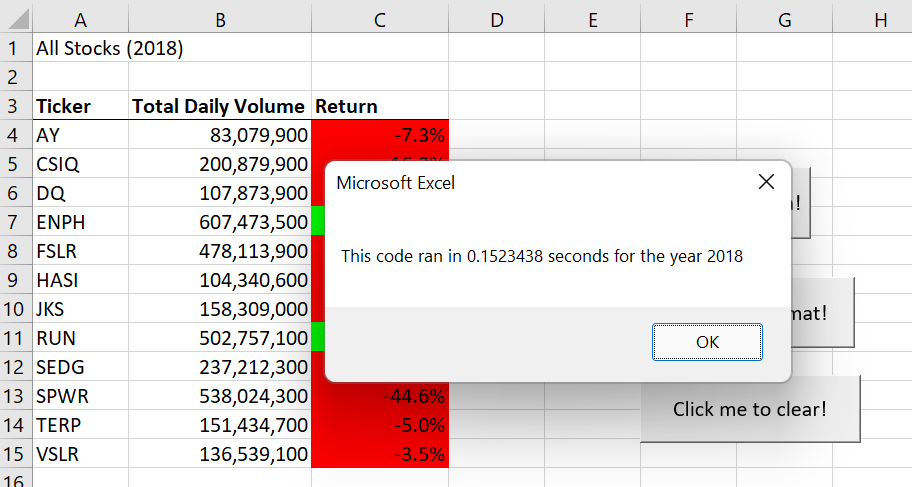 A B C D E F G H
1 All Stocks (2018)
2
3 Ticker Total Daily Volume Return
4 AY 83,079,900 -7.3%
5 CSIQ 200,879,900
6 DQ 107,873,900
7 ENPH 607,473,500
8 FSLR 478,113,900
9 HASI 104,340,600
10 JKS 158,309,000
11 RUN 502,757,100
12 SEDG 237,212,300
13 SPWR 538,024,300 -44.6%
14 TERP 151,434,700 -5.0%
15 VSLR 136,539,100 -3.5%
16
Microsoft Excel
This code ran in 0.1523438 seconds for the year 2018
OK
mat!
Click me to clear!